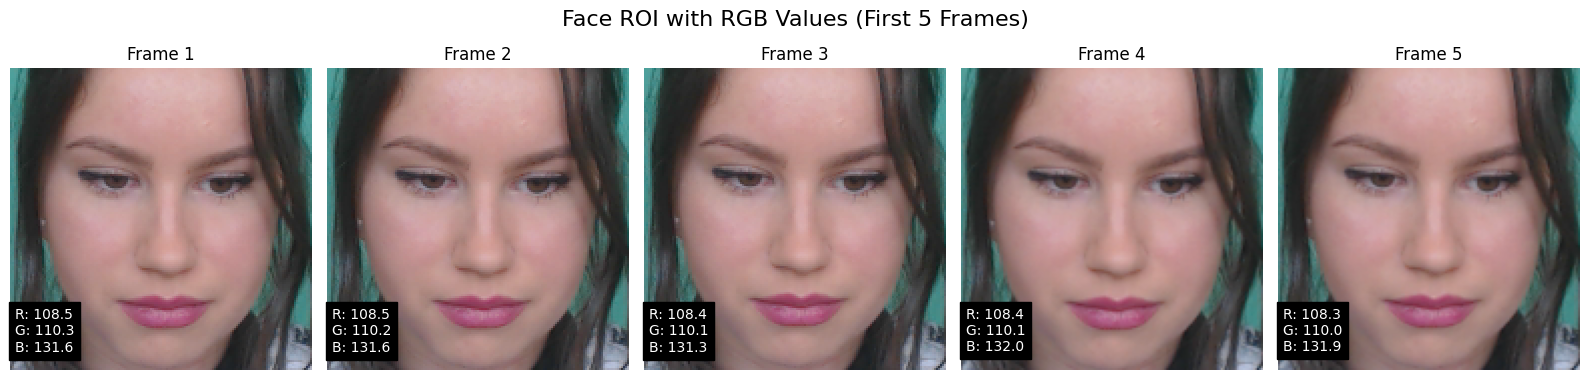 Face ROI with RGB Values (First 5 Frames)
Frame 1
Frame 2
Frame 3
Frame 4
Frame 5
R: 108.5
G: 110.3
B: 131.6
R: 108.5
G: 110.2
B: 131.6
R: 108.4
G: 110.1
B: 131.3
R: 108.4
G: 110.1
B: 132.0
R: 108.3
G: 110.0
B: 131.9